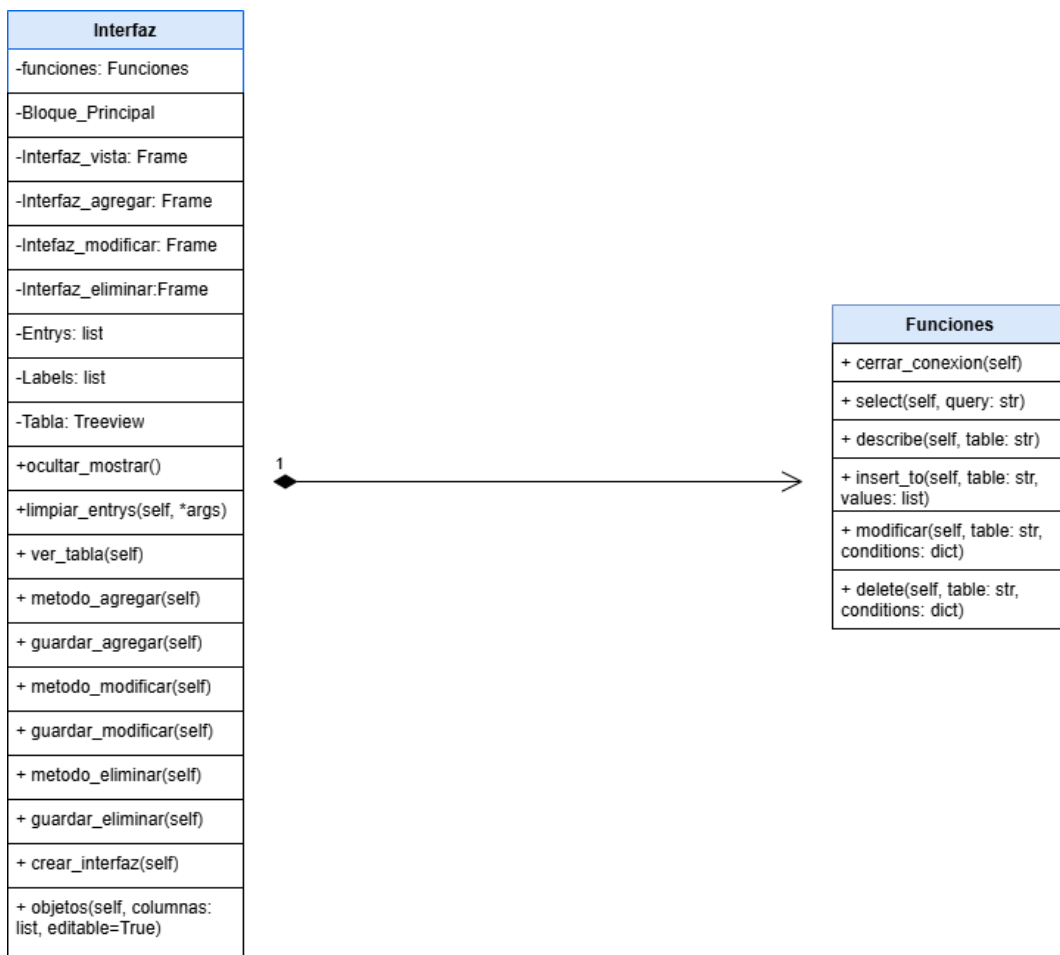 Interfaz
-funciones: Funciones
-Bloque_Principal
-Interfaz_vista: Frame
-Interfaz_agregar: Frame
-Intefaz_modificar: Frame
-Interfaz_eliminar:Frame
-Entrys: list
-Labels: list
-Tabla: Treeview
+ocultar_mostrar()
+limpiar_entrys(self, *args)
+ ver_tabla(self)
+ metodo_agregar(self)
+ guardar_agregar(self)
+ metodo_modificar(self)
+ guardar_modificar(self)
+ metodo_eliminar(self)
+ guardar_eliminar(self)
+ crear_interfaz(self)
+ objetos(self, columnas:
list, editable=True)
1
Funciones
+ cerrar_conexion(self)
+ select(self, query: str)
+ describe(self, table: str)
+ insert_to(self, table: str,
values: list)
+ modificar(self, table: str,
conditions: dict)
+ delete(self, table: str,
conditions: dict)